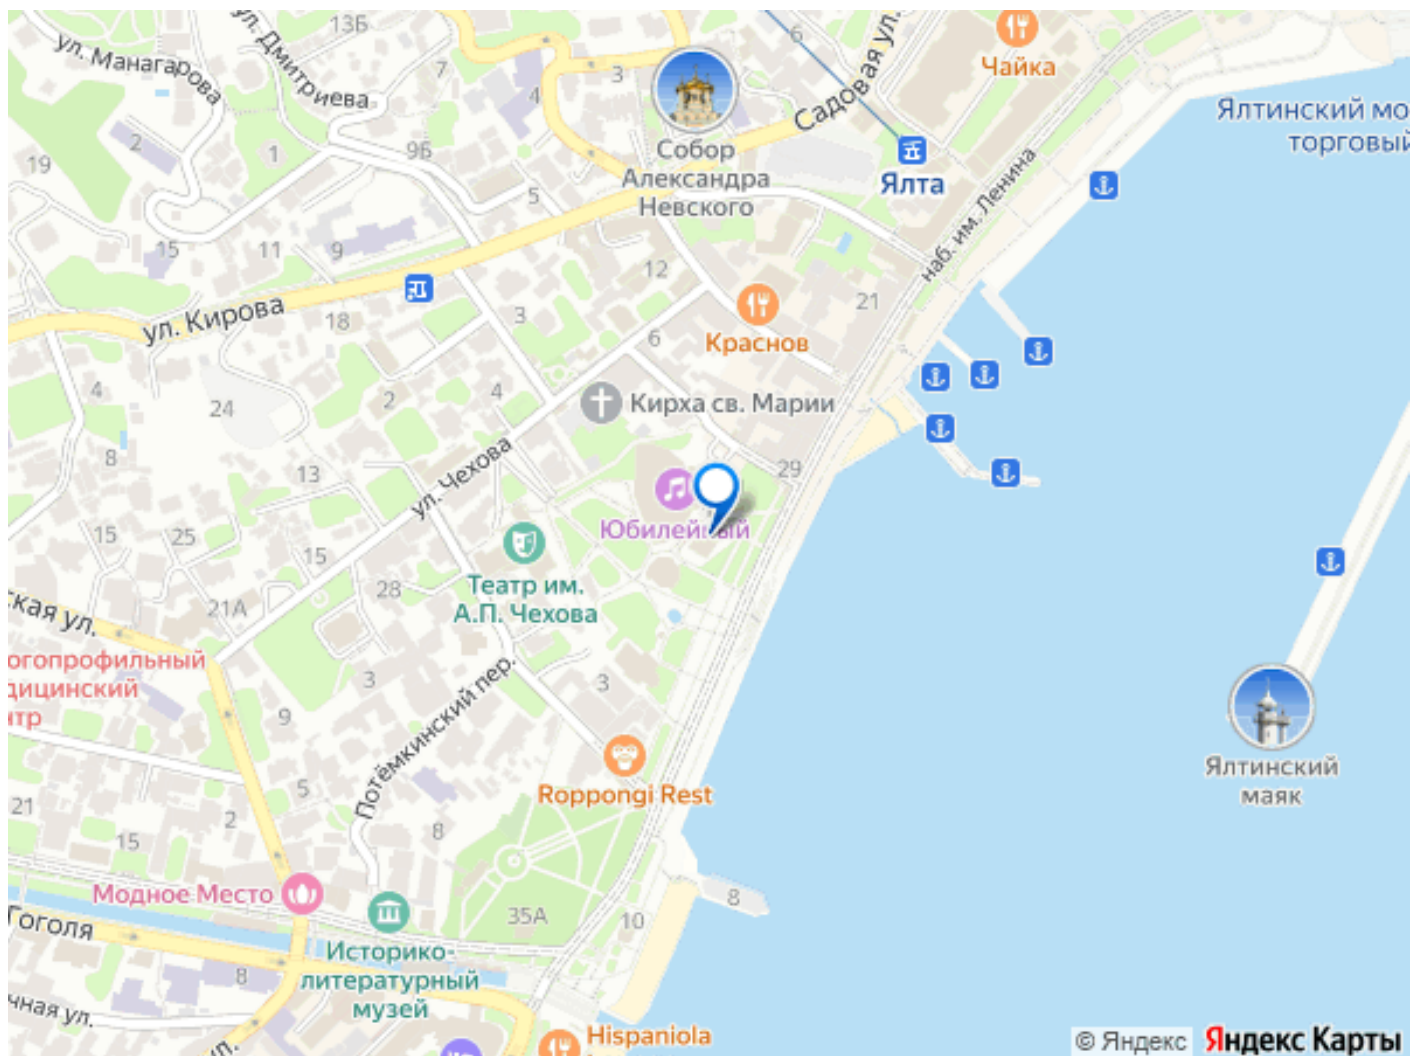 13Б
ул. Дмитриева
ул. Манагарова
7
4
3
6
Садовая ул.
Чайка
Ялтинский мо
торговый
2
19
1
9Б
5
Собор
Александра
Невского
Ялта
наб. им. Ленина
15
11
9
12
21
ул. Кирова
18
3
6
Краснов
4
24
2
4
Кирха св. Марии
8
13
ул. Чехова
29
Юбилейный
15
25
15
Театр им.
А.П. Чехова
28
21А
ская ул.
огопрофильный
дицинский
нтр
3
9
Потёмкинский пер.
3
Ялтинский
маяк
5
Roppongi Rest
21
2
15
8
Модное Место
8
35А
10
Гоголя
Историко-
литературный
музей
8
чная ул.
ул.
Hispaniola
© Яндекс Яндекс Карты